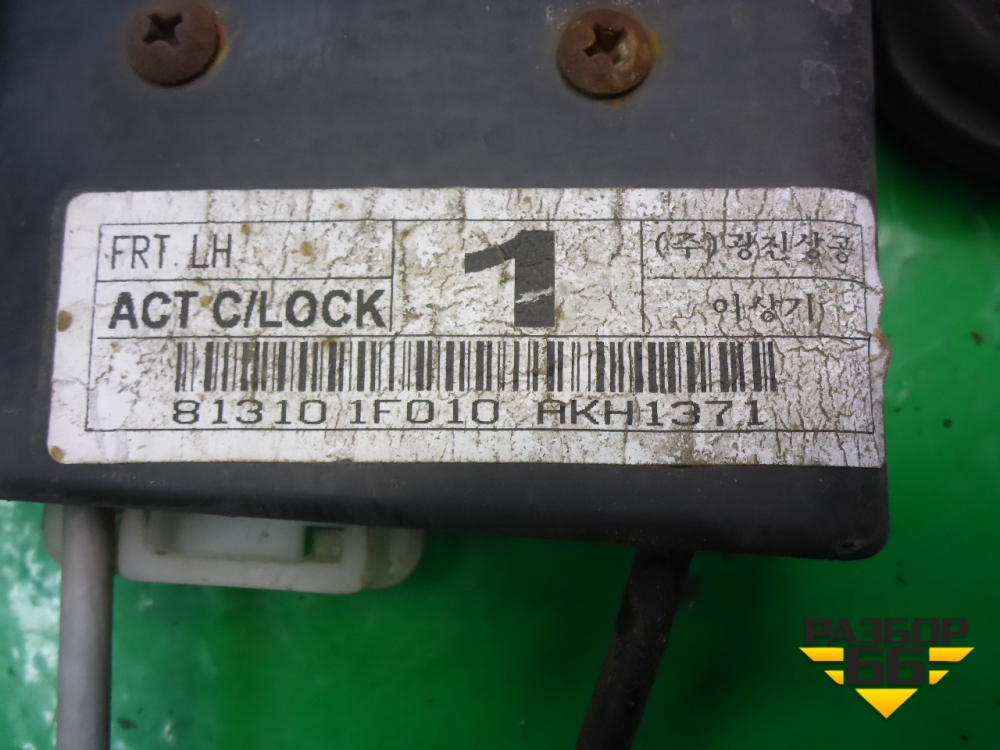 FRT LH
ACT C/LOCK
1
(주)광진상공
이상기
81310 1F010 AKH1371
РАЗБОР
66